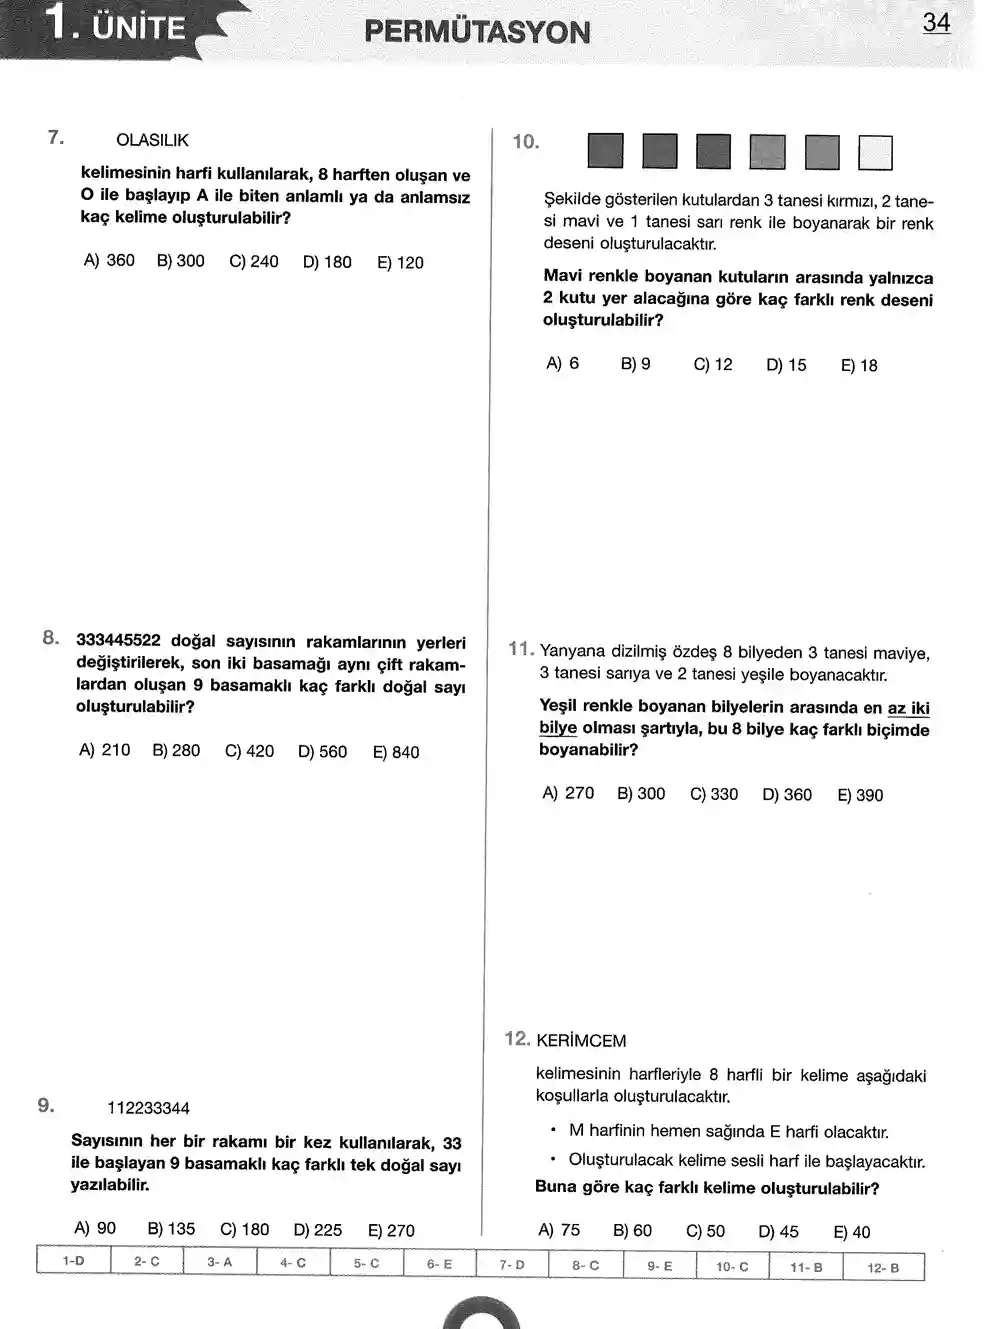 1. ÜNİTE
PERMÜTASYON
34
7. OLASILIK
kelimesinin harfi kullanılarak, 8 harften oluşan ve
O ile başlayıp A ile biten anlamlı ya da anlamsız
kaç kelime oluşturulabilir?
A) 360 B) 300 C) 240 D) 180 E) 120
8. 333445522 doğal sayısının rakamlarının yerleri
değiştirilerek, son iki basamağı aynı çift rakam-
lardan oluşan 9 basamaklı kaç farklı doğal sayı
oluşturulabilir?
A) 210 B) 280 C) 420 D) 560 E) 840
9. 112233344
Sayısının her bir rakamı bir kez kullanılarak, 33
ile başlayan 9 basamaklı kaç farklı tek doğal sayı
yazılabilir.
A) 90 B) 135 C) 180 D) 225 E) 270
10.
Şekilde gösterilen kutulardan 3 tanesi kırmızı, 2 tane-
si mavi ve 1 tanesi sarı renk ile boyanarak bir renk
deseni oluşturulacaktır.
Mavi renkle boyanan kutuların arasında yalnızca
2 kutu yer alacağına göre kaç farklı renk deseni
oluşturulabilir?
A) 6 B) 9 C) 12 D) 15 E) 18
11. Yanyana dizilmiş özdeş 8 bilyeden 3 tanesi maviye,
3 tanesi sarıya ve 2 tanesi yeşile boyanacaktır.
Yeşil renkle boyanan bilyelerin arasında en az iki
bilye olması şartıyla, bu 8 bilye kaç farklı biçimde
boyanabilir?
A) 270 B) 300 C) 330 D) 360 E) 390
12. KERİMCEM
kelimesinin harfleriyle 8 harfli bir kelime aşağıdaki
koşullarla oluşturulacaktır.
• M harfinin hemen sağında E harfi olacaktır.
• Oluşturulacak kelime sesli harf ile başlayacaktır.
Buna göre kaç farklı kelime oluşturulabilir?
A) 75 B) 60 C) 50 D) 45 E) 40
1-D 2- C 3- A 4- C 5- C 6- E 7- D 8- C 9- E 10- C 11- B 12- B